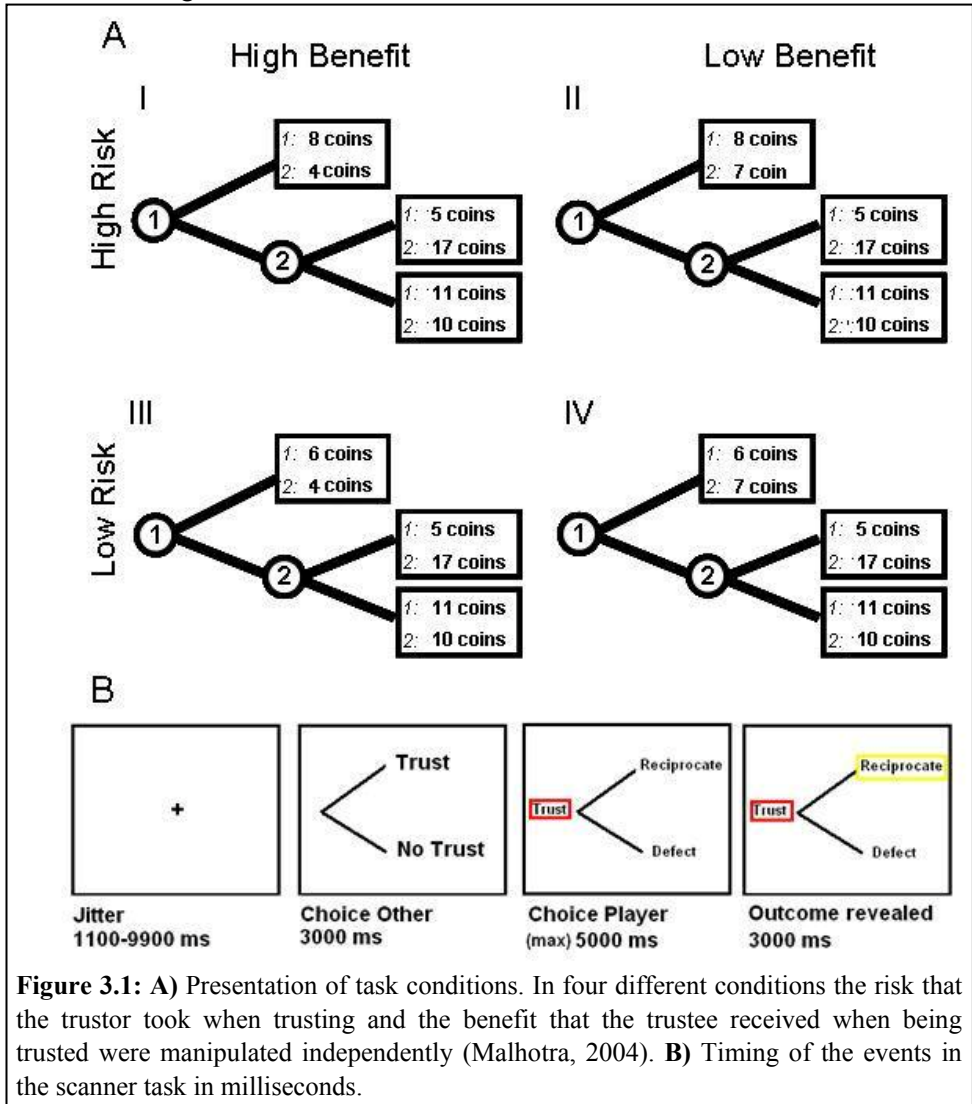 A
High Benefit
Low Benefit
High Risk
I
1: 8 coins
2: 4 coins
1
2
1: 5 coins
2: 17 coins
1: 11 coins
2: 10 coins
II
1: 8 coins
2: 7 coin
1
2
1: 5 coins
2: 17 coins
1: 11 coins
2: 10 coins
Low Risk
III
1: 6 coins
2: 4 coins
1
2
1: 5 coins
2: 17 coins
1: 11 coins
2: 10 coins
IV
1: 6 coins
2: 7 coins
1
2
1: 5 coins
2: 17 coins
1: 11 coins
2: 10 coins
B
+
Jitter
1100-9900 ms
Trust
No Trust
Choice Other
3000 ms
Reciprocate
Trust
Defect
Choice Player
(max) 5000 ms
Reciprocate
Trust
Defect
Outcome revealed
3000 ms
Figure 3.1: A) Presentation of task conditions. In four different conditions the risk that
the trustor took when trusting and the benefit that the trustee received when being
trusted were manipulated independently (Malhotra, 2004). B) Timing of the events in
the scanner task in milliseconds.